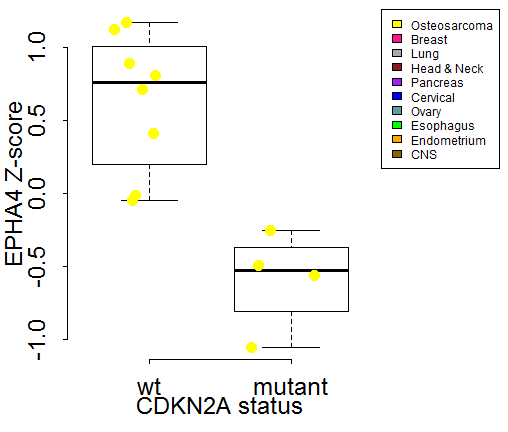 EPHA4 Z-score
1.0
0.5
0.0
-0.5
-1.0
wt mutant
CDKN2A status
Osteosarcoma
Breast
Lung
Head & Neck
Pancreas
Cervical
Ovary
Esophagus
Endometrium
CNS